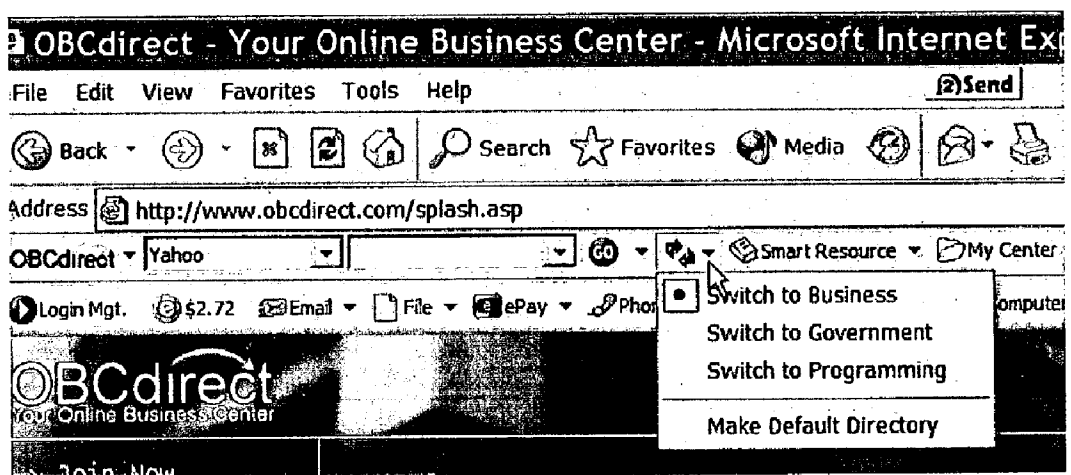 OBCdirect - Your Online Business Center - Microsoft Internet
File Edit View Favorites Tools Help
(2)Send
Back Search Favorites Media
Address http://www.obcdirect.com/splash.asp
OBCdirect Yahoo GO Smart Resource My Center
Login Mgt. $2.72 Email File ePay
Switch to Business
Switch to Government
Switch to Programming
Make Default Directory
OBCdirect
Your Online Business Center
Join Now